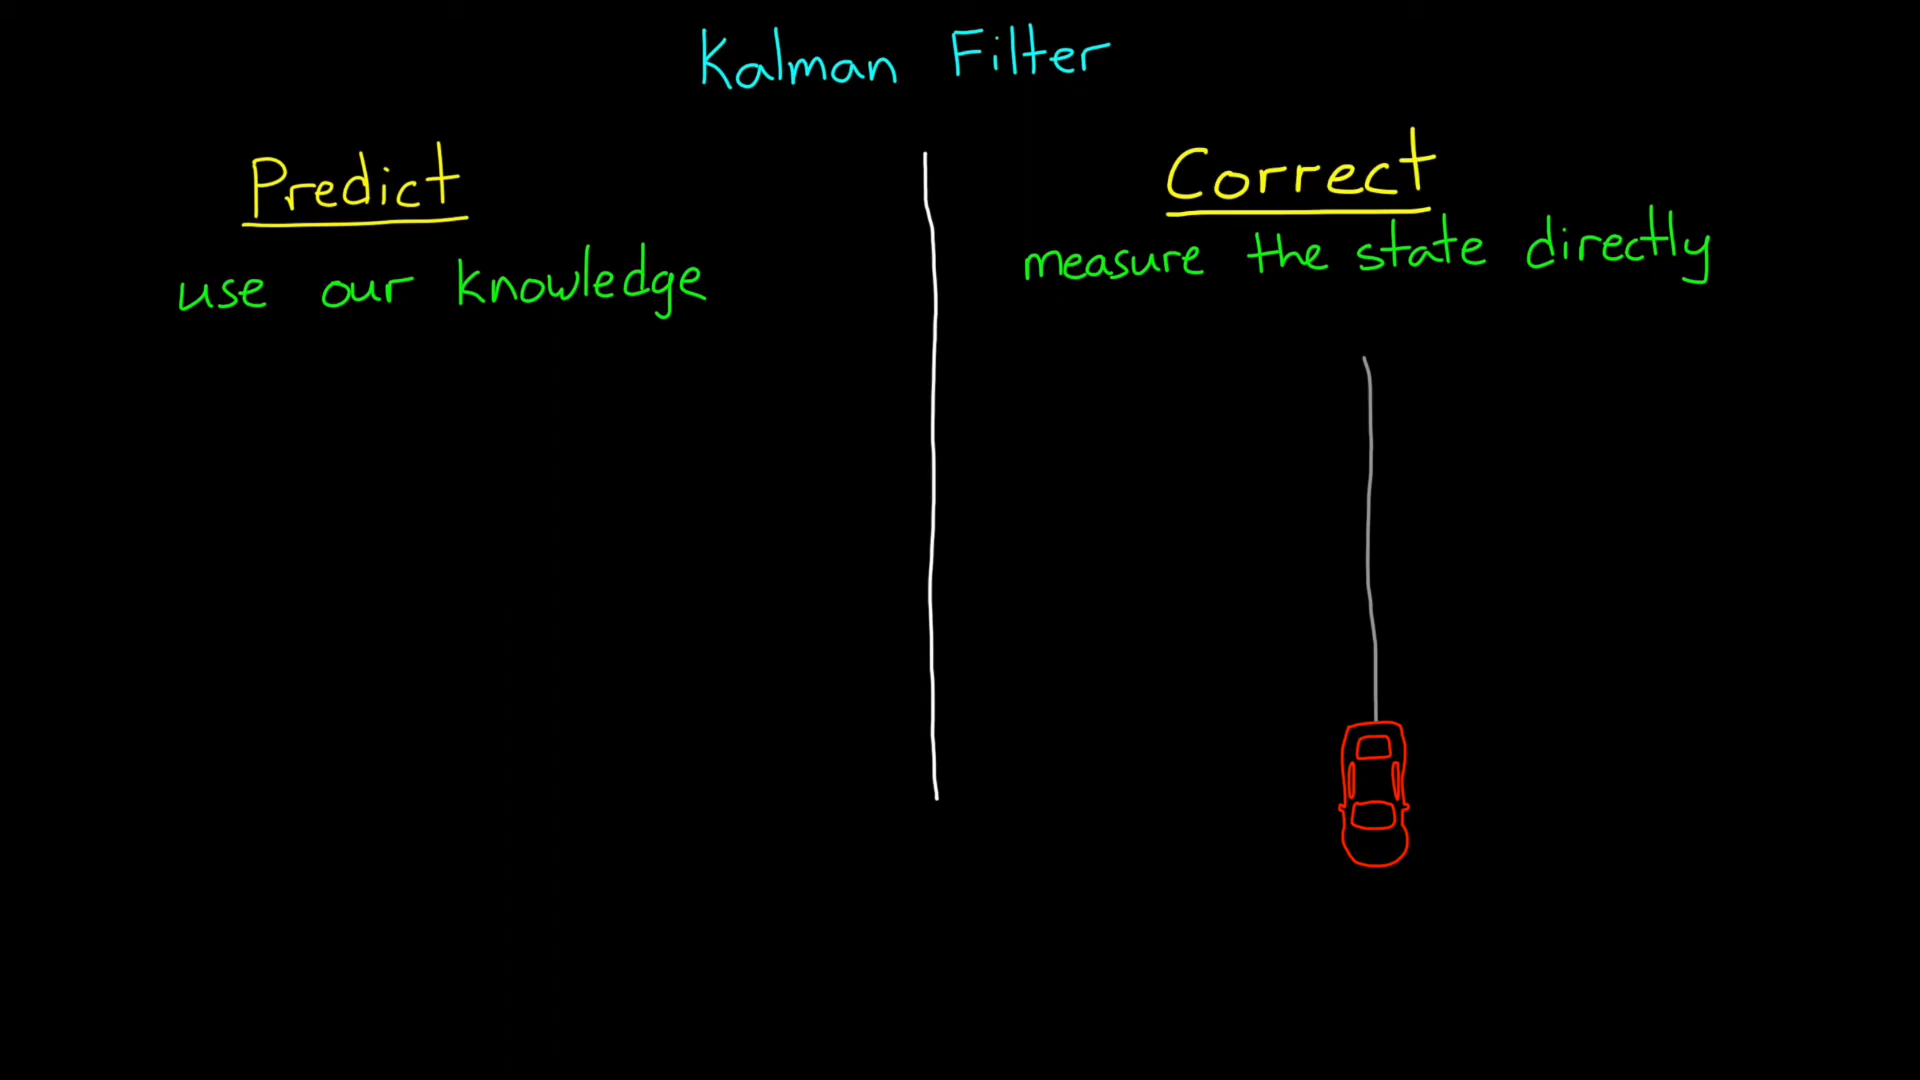 Kalman Filter
Predict
use our knowledge
Correct
measure the state directly